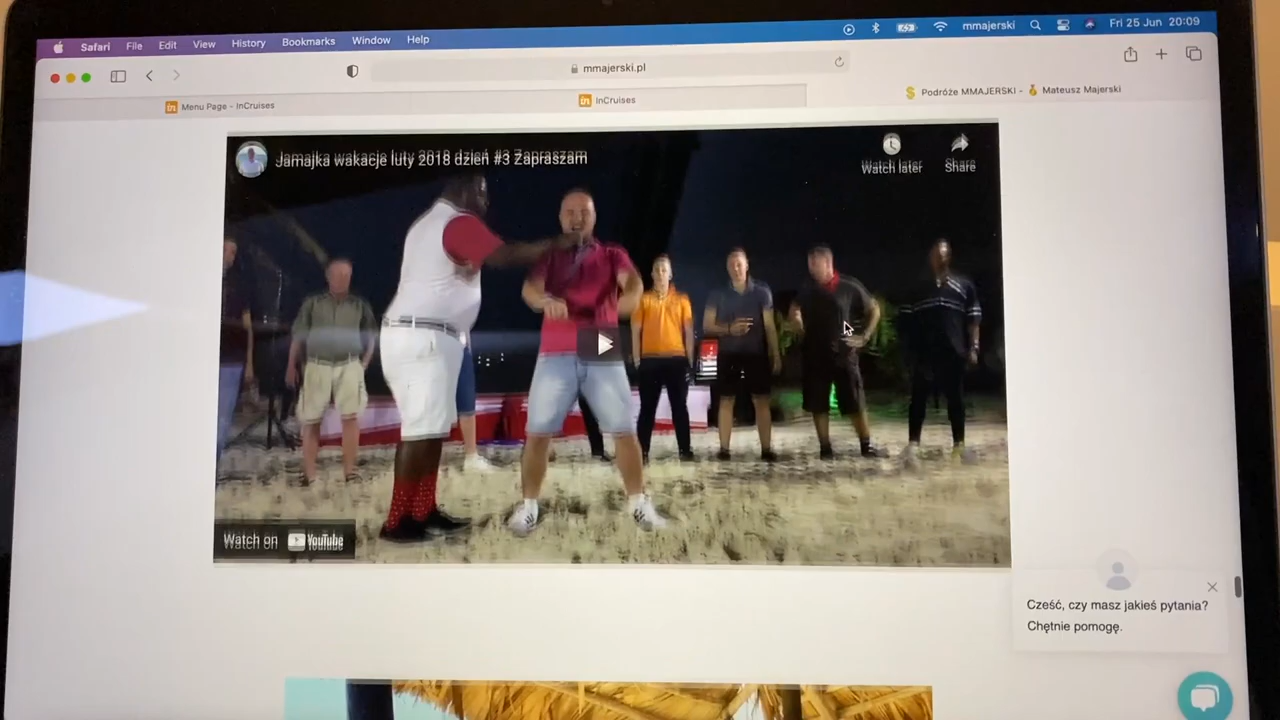 Safari File Edit View History Bookmarks Window Help mmajerski Fri 25 Jun 20:09
mmajerski.pl
in Menu Page - InCruises in InCruises $ Podróże MMAJERSKI - Mateusz Majerski
Jamajka wakacje luty 2018 dzień #3 Zapraszam
Watch later Share
Watch on YouTube
Cześć, czy masz jakieś pytania?
Chętnie pomogę.